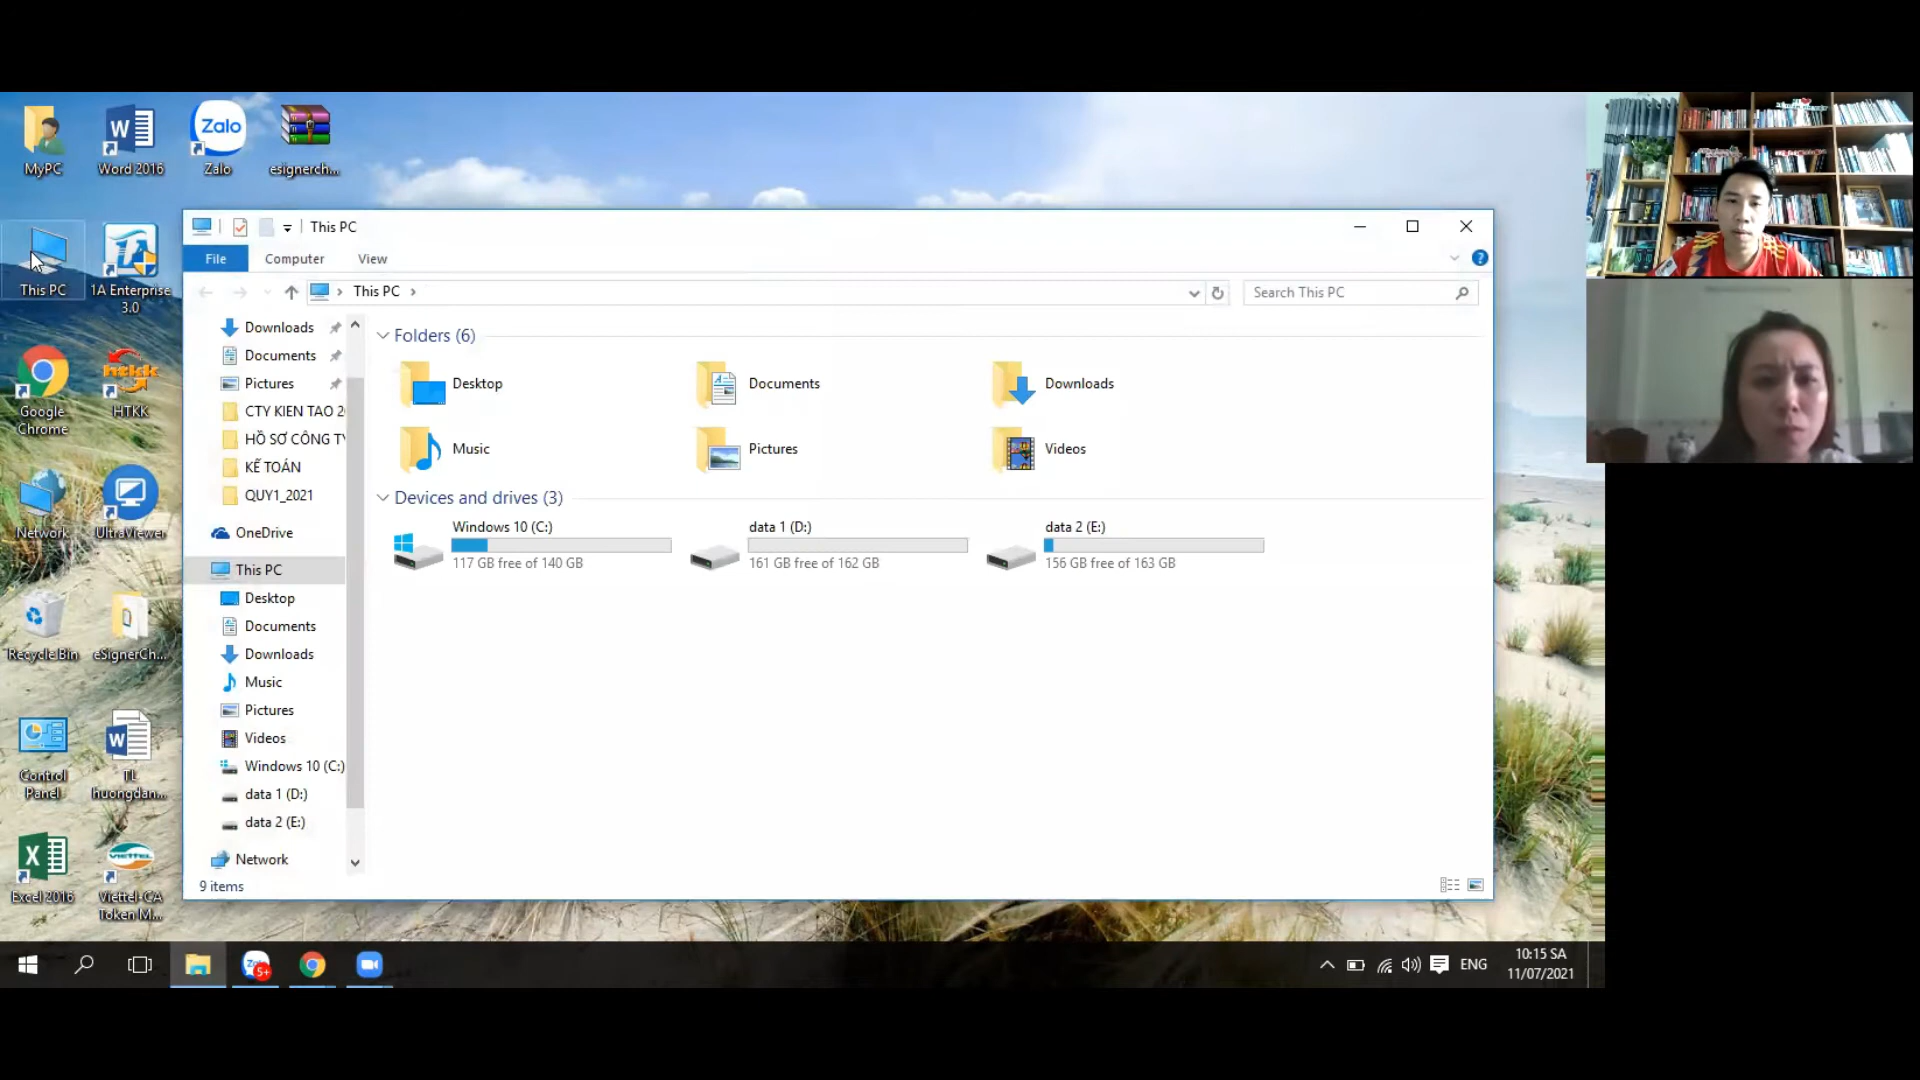 MyPC
Word 2016
Zalo
Zalo
esignerch...
This PC
1A Enterprise
3.0
Google
Chrome
htkk
HTKK
Network
UltraViewer
Recycle Bin
eSignerCh...
Control
Panel
TL
huongdan...
Excel 2016
VIETTEL
Viettel-CA
Token M...
This PC
File
Computer
View
This PC
Search This PC
Downloads
Documents
Pictures
CTY KIEN TAO 2
HỒ SƠ CÔNG TY
KẾ TOÁN
QUY1_2021
OneDrive
This PC
Desktop
Documents
Downloads
Music
Pictures
Videos
Windows 10 (C:)
data 1 (D:)
data 2 (E:)
Network
Folders (6)
Desktop
Documents
Downloads
Music
Pictures
Videos
Devices and drives (3)
Windows 10 (C:)
117 GB free of 140 GB
data 1 (D:)
161 GB free of 162 GB
data 2 (E:)
156 GB free of 163 GB
9 items
5+
ENG
10:15 SA
11/07/2021